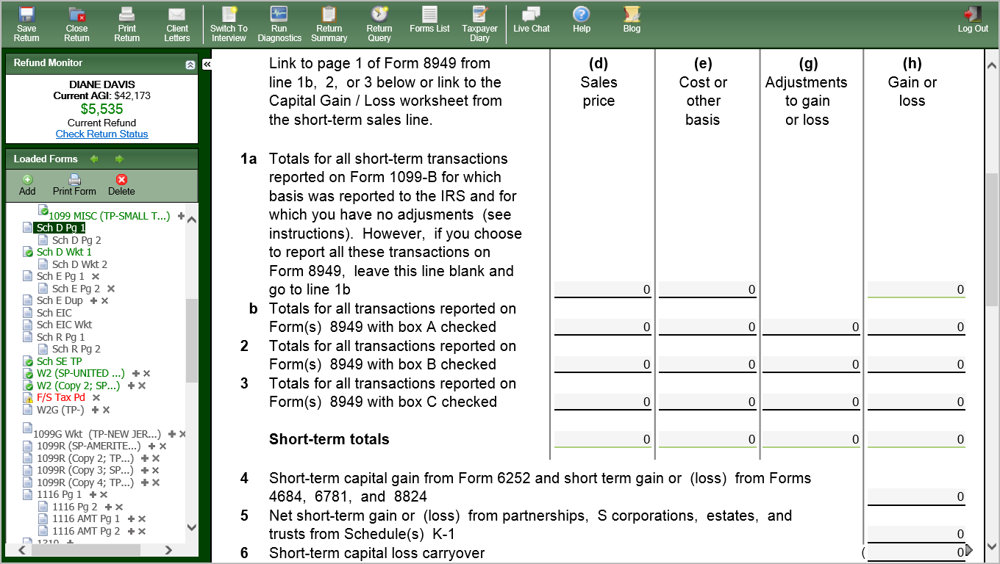 Save Return
Close Return
Print Return
Client Letters
Switch To Interview
Run Diagnostics
Return Summary
Return Query
Forms List
Taxpayer Diary
Live Chat
Help
Blog
Log Out
Refund Monitor
DIANE DAVIS
Current AGI: $42,173
$5,535
Current Refund
Check Return Status
Loaded Forms
Add
Print Form
Delete
1099 MISC (TP-SMALL T...)
Sch D Pg 1
Sch D Pg 2
Sch D Wkt 1
Sch D Wkt 2
Sch E Pg 1
Sch E Pg 2
Sch E Dup
Sch EIC
Sch EIC Wkt
Sch R Pg 1
Sch R Pg 2
Sch SE TP
W2 (SP-UNITED ...)
W2 (Copy 2; SP...)
F/S Tax Pd
W2G (TP-)
1099G Wkt (TP-NEW JER...)
1099R (SP-AMERITE...)
1099R (Copy 2; TP...)
1099R (Copy 3; SP...)
1099R (Copy 4; TP...)
1116 Pg 1
1116 Pg 2
1116 AMT Pg 1
1116 AMT Pg 2
1310
Link to page 1 of Form 8949 from
line 1b, 2, or 3 below or link to the
Capital Gain / Loss worksheet from
the short-term sales line.
(d)
Sales
price
(e)
Cost or
other
basis
(g)
Adjustments
to gain
or loss
(h)
Gain or
loss
1a Totals for all short-term transactions
reported on Form 1099-B for which
basis was reported to the IRS and for
which you have no adjusments (see
instructions). However, if you choose
to report all these transactions on
Form 8949, leave this line blank and
go to line 1b 0 0 0
b Totals for all transactions reported on
Form(s) 8949 with box A checked 0 0 0 0
2 Totals for all transactions reported on
Form(s) 8949 with box B checked 0 0 0 0
3 Totals for all transactions reported on
Form(s) 8949 with box C checked 0 0 0 0
Short-term totals 0 0 0 0
4 Short-term capital gain from Form 6252 and short term gain or (loss) from Forms
4684, 6781, and 8824 0
5 Net short-term gain or (loss) from partnerships, S corporations, estates, and
trusts from Schedule(s) K-1 0
6 Short-term capital loss carryover ( 0